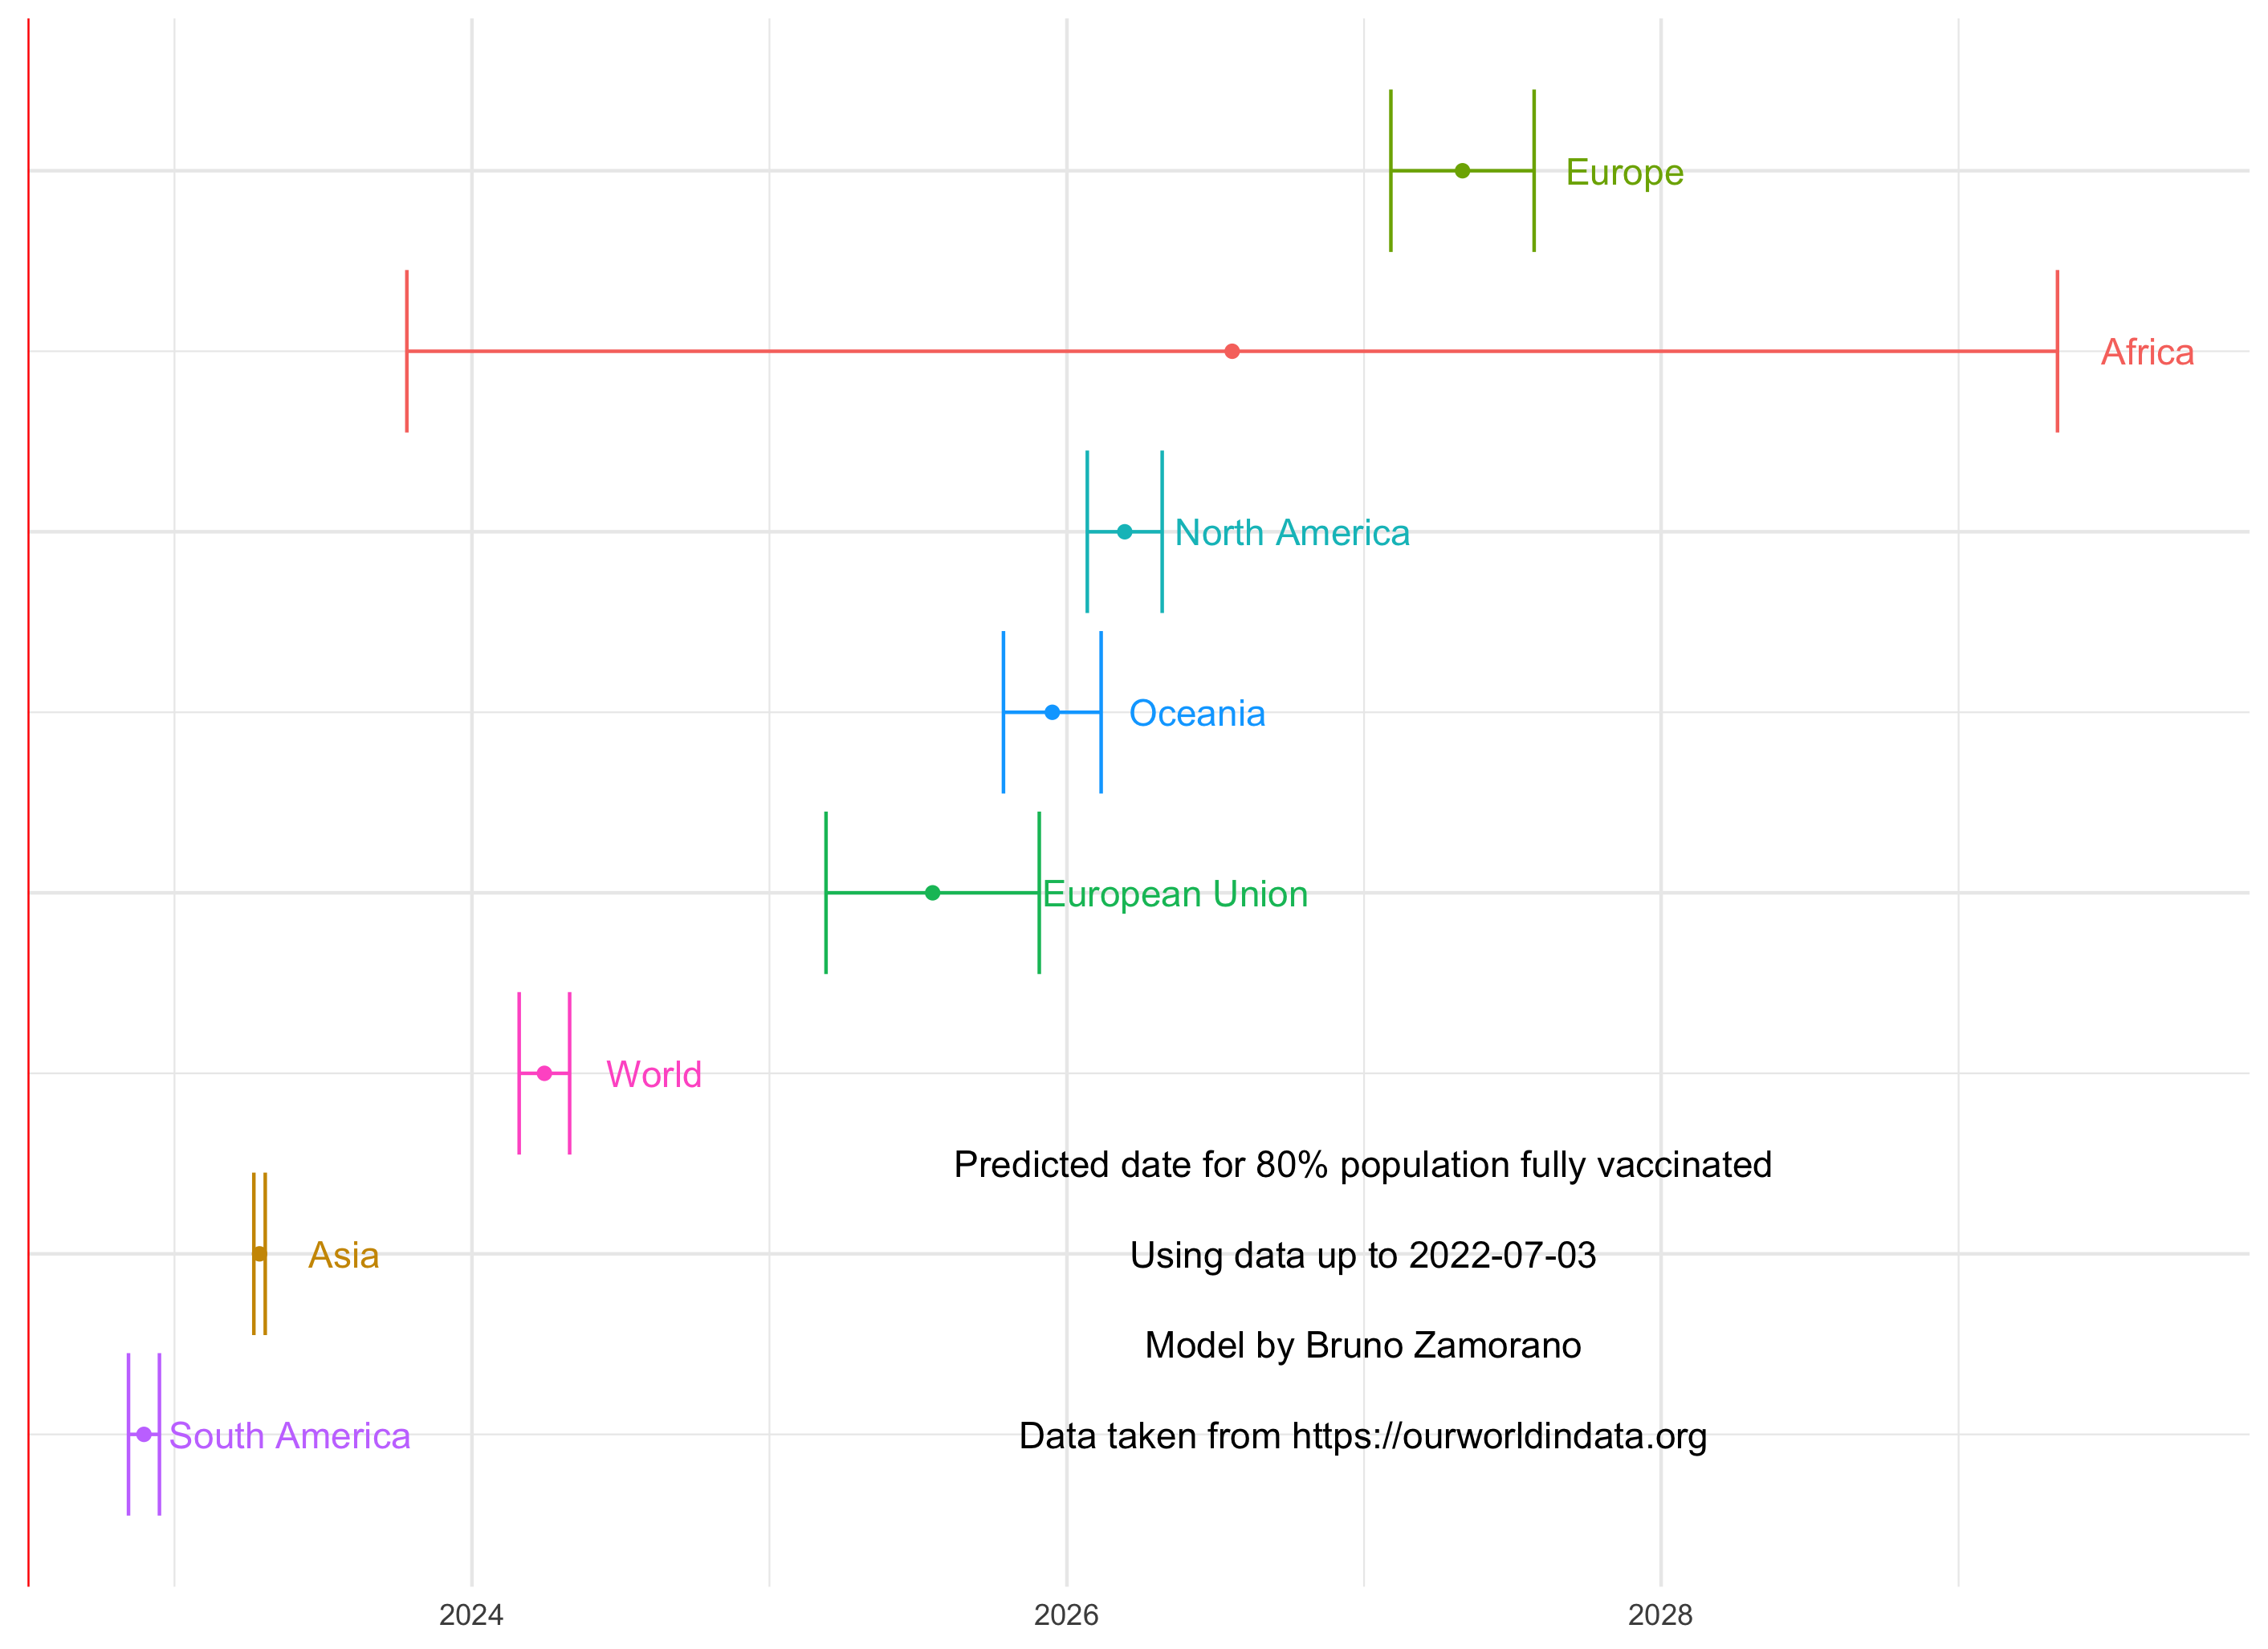 Europe
Africa
North America
Oceania
European Union
World
Predicted date for 80% population fully vaccinated
Asia
Using data up to 2022-07-03
Model by Bruno Zamorano
South America
Data taken from https://ourworldindata.org
2024
2026
2028